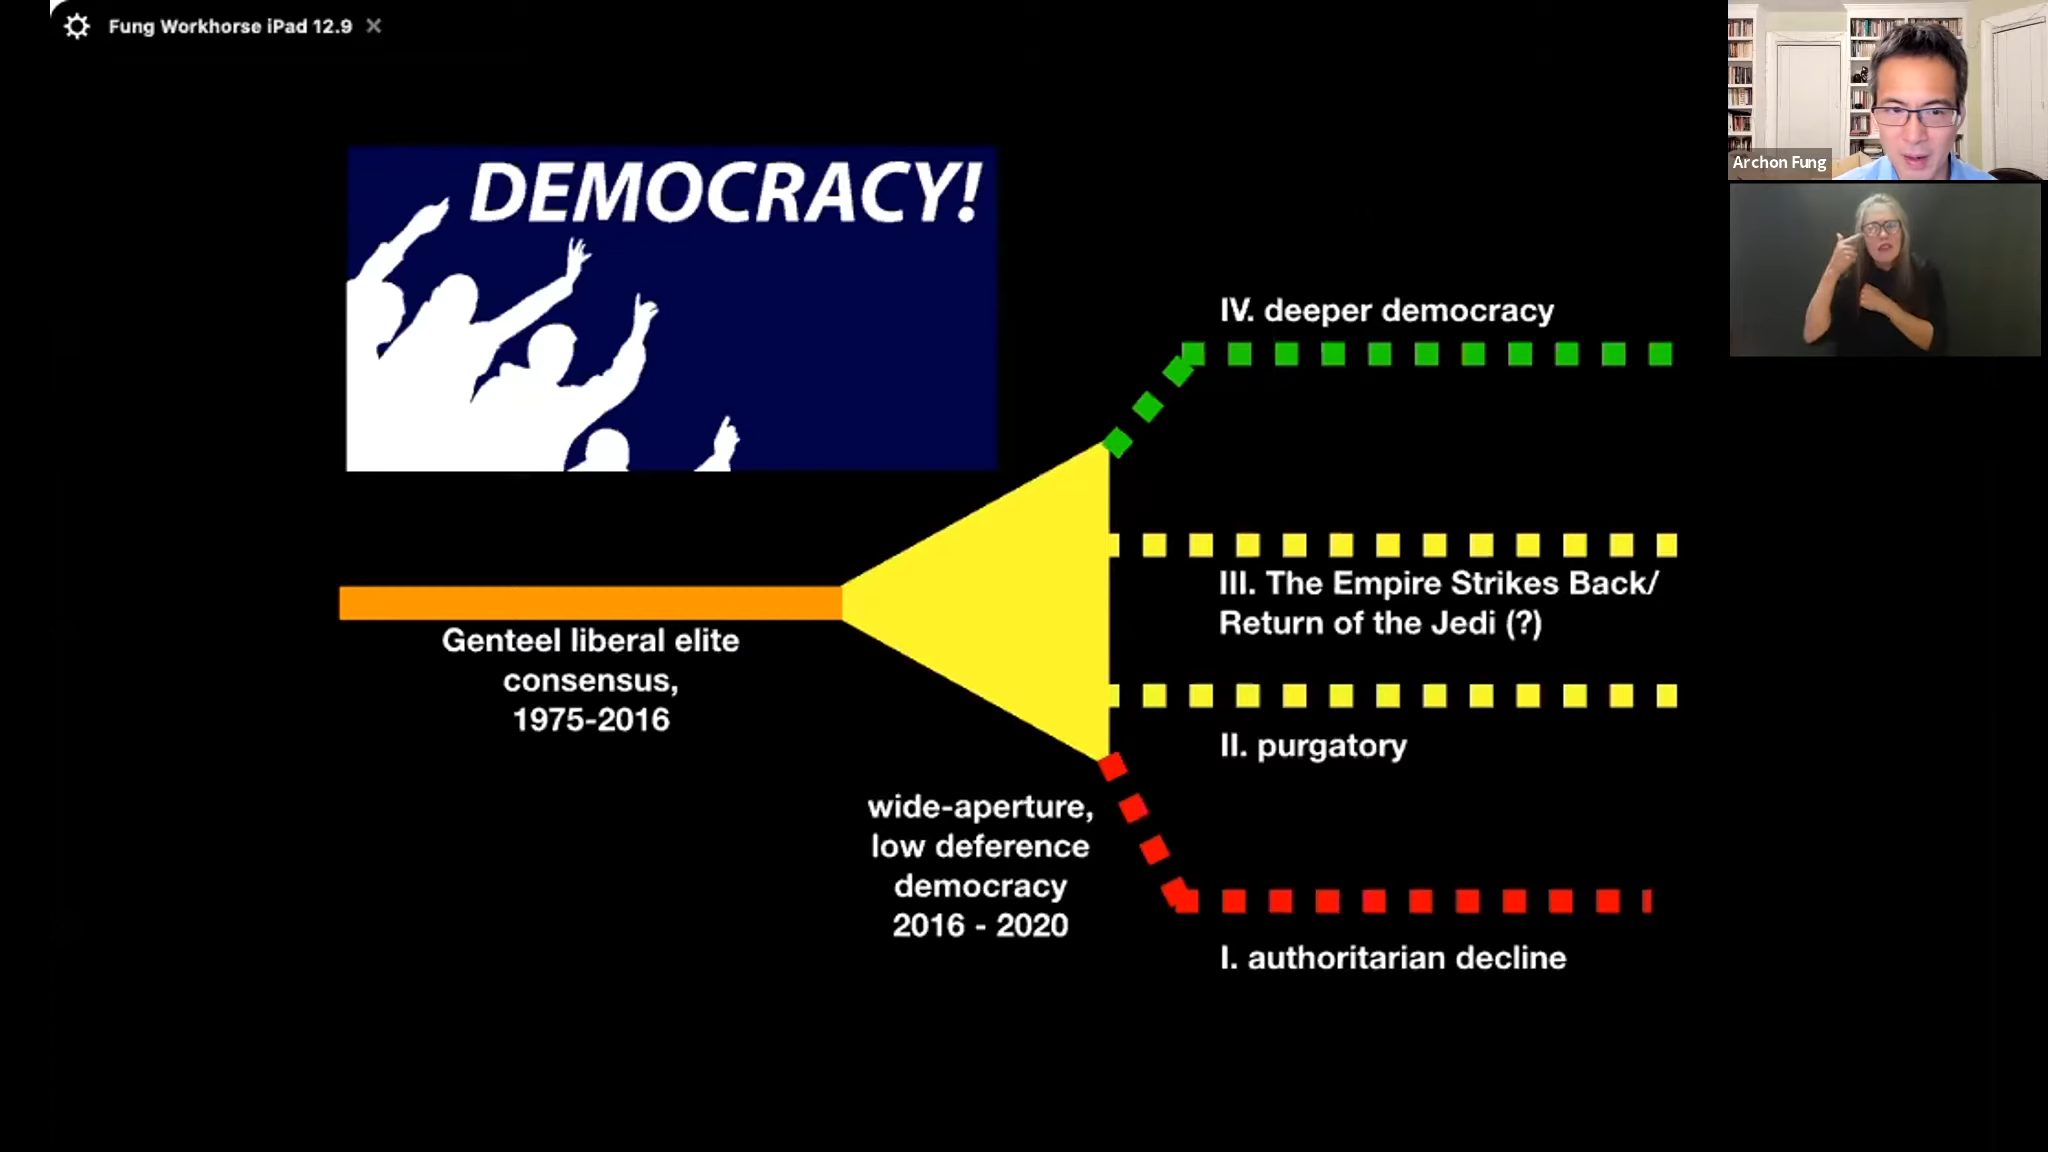 Fung Workhorse iPad 12.9
Archon Fung
DEMOCRACY!
IV. deeper democracy
III. The Empire Strikes Back/
Return of the Jedi (?)
Genteel liberal elite
consensus,
1975-2016
II. purgatory
wide-aperture,
low deference
democracy
2016 - 2020
I. authoritarian decline